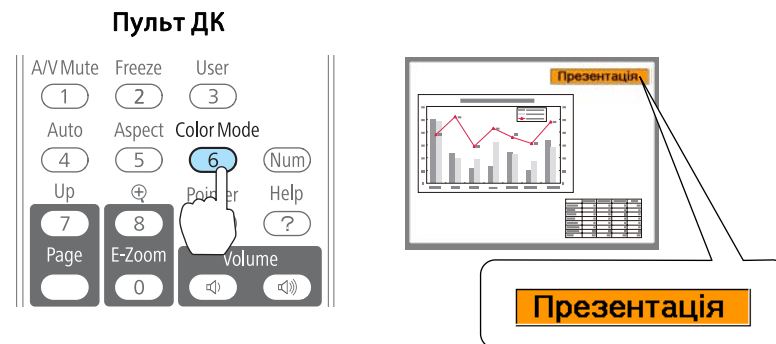 Пульт ДК
A/V Mute Freeze User
1 2 3
Auto Aspect Color Mode
4 5 6 Num
Up Help
7 8 ?
Page E-Zoom Volume
0
Презентація
Презентація